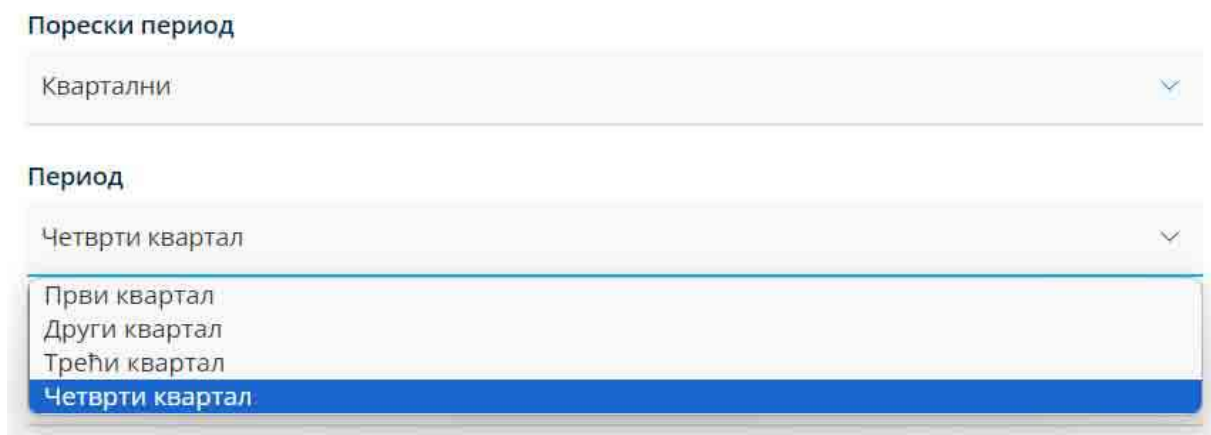 Порески период
Квартални
Период
Четврти квартал
Први квартал
Други квартал
Трећи квартал
Четврти квартал